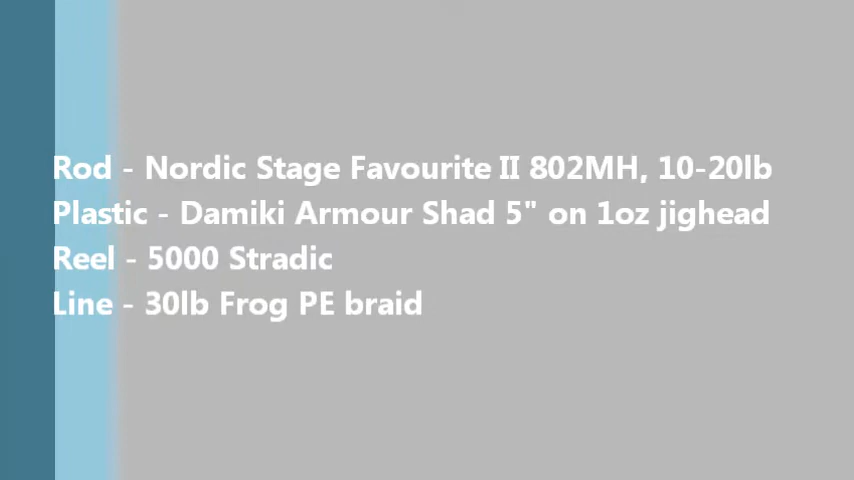 Rod - Nordic Stage Favourite II 802MH, 10-20lb
Plastic - Damiki Armour Shad 5" on 1oz jighead
Reel - 5000 Stradic
Line - 30lb Frog PE braid